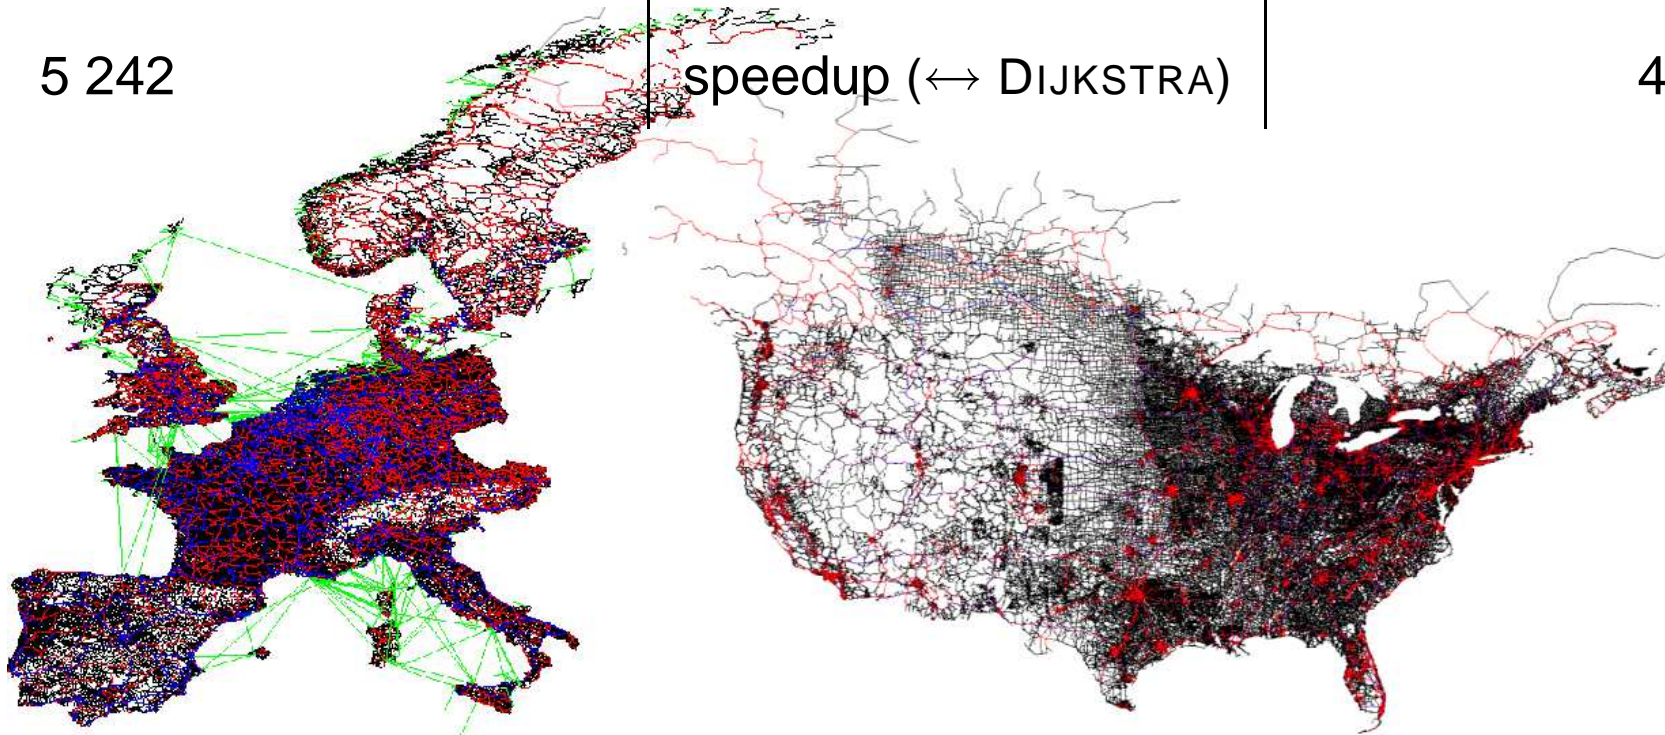 5 242 speedup (↔ DIJKSTRA) 4